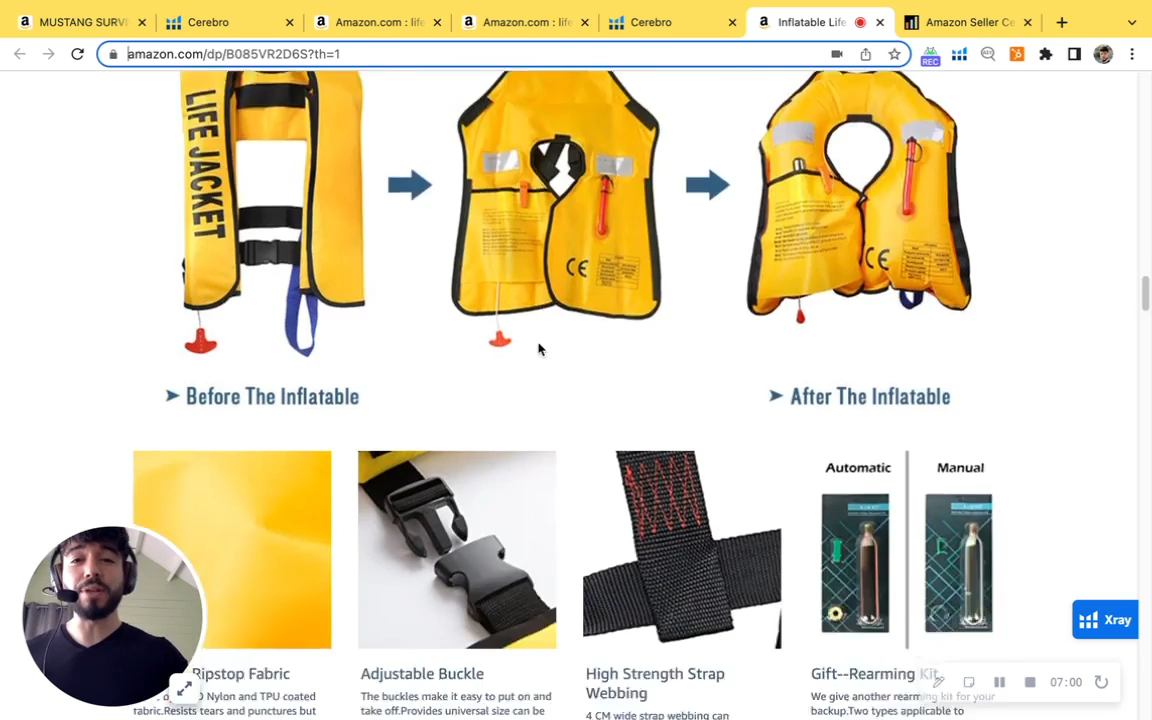 MUSTANG SURVI
Cerebro
Amazon.com : life
Amazon.com : life
Cerebro
Inflatable Life
Amazon Seller Ce
amazon.com/dp/B085VR2D6S?th=1
REC
LIFE JACKET
CE
CE
Before The Inflatable
After The Inflatable
Automatic
Manual
Xray
Ripstop Fabric
Adjustable Buckle
High Strength Strap
Webbing
Gift--Rearming Kit
07:00
Nylon and TPU coated
fabric.Resists tears and punctures but
The buckles make it easy to put on and
take off.Provides universal size can be
4 CM wide strap webbing can
We give another rearming kit for your
backup.Two types applicable to